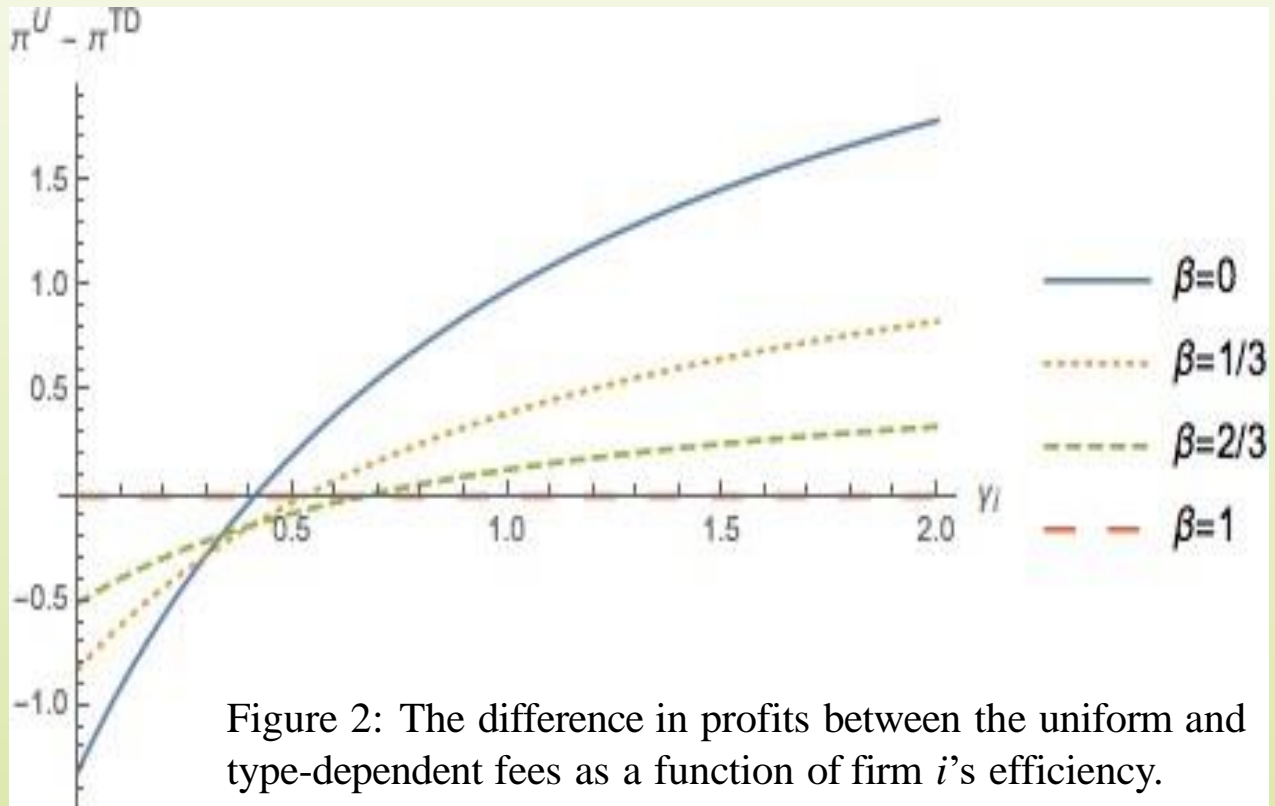 π^U - π^TD
1.5
1.0
0.5
0.5 1.0 1.5 2.0 γi
-0.5
-1.0
β=0
β=1/3
β=2/3
β=1
Figure 2: The difference in profits between the uniform and
type-dependent fees as a function of firm i's efficiency.